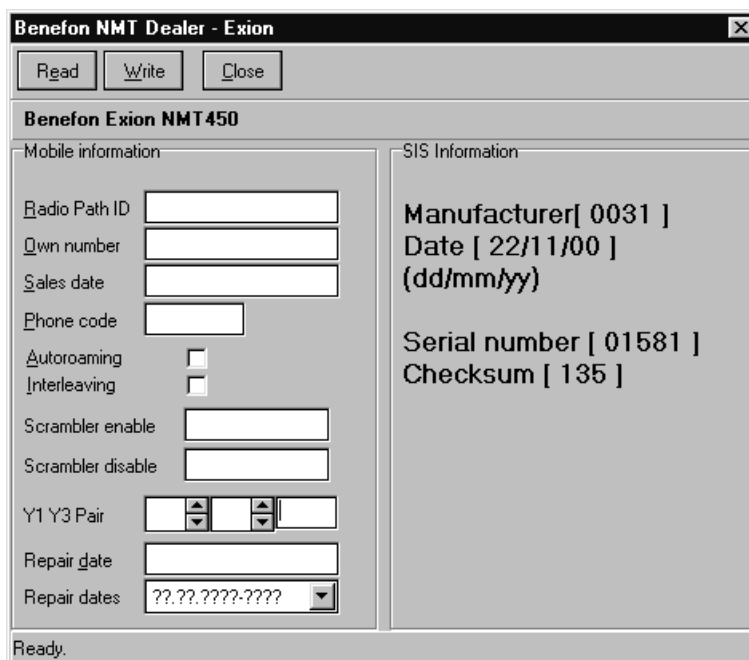 Benefon NMT Dealer - Exion
Read Write Close
Benefon Exion NMT450
Mobile information
Radio Path ID
Own number
Sales date
Phone code
Autoroaming
Interleaving
Scrambler enable
Scrambler disable
Y1 Y3 Pair
Repair date
Repair dates ??.??.????-????
SIS Information
Manufacturer[ 0031 ]
Date [ 22/11/00 ]
(dd/mm/yy)
Serial number [ 01581 ]
Checksum [ 135 ]
Ready.